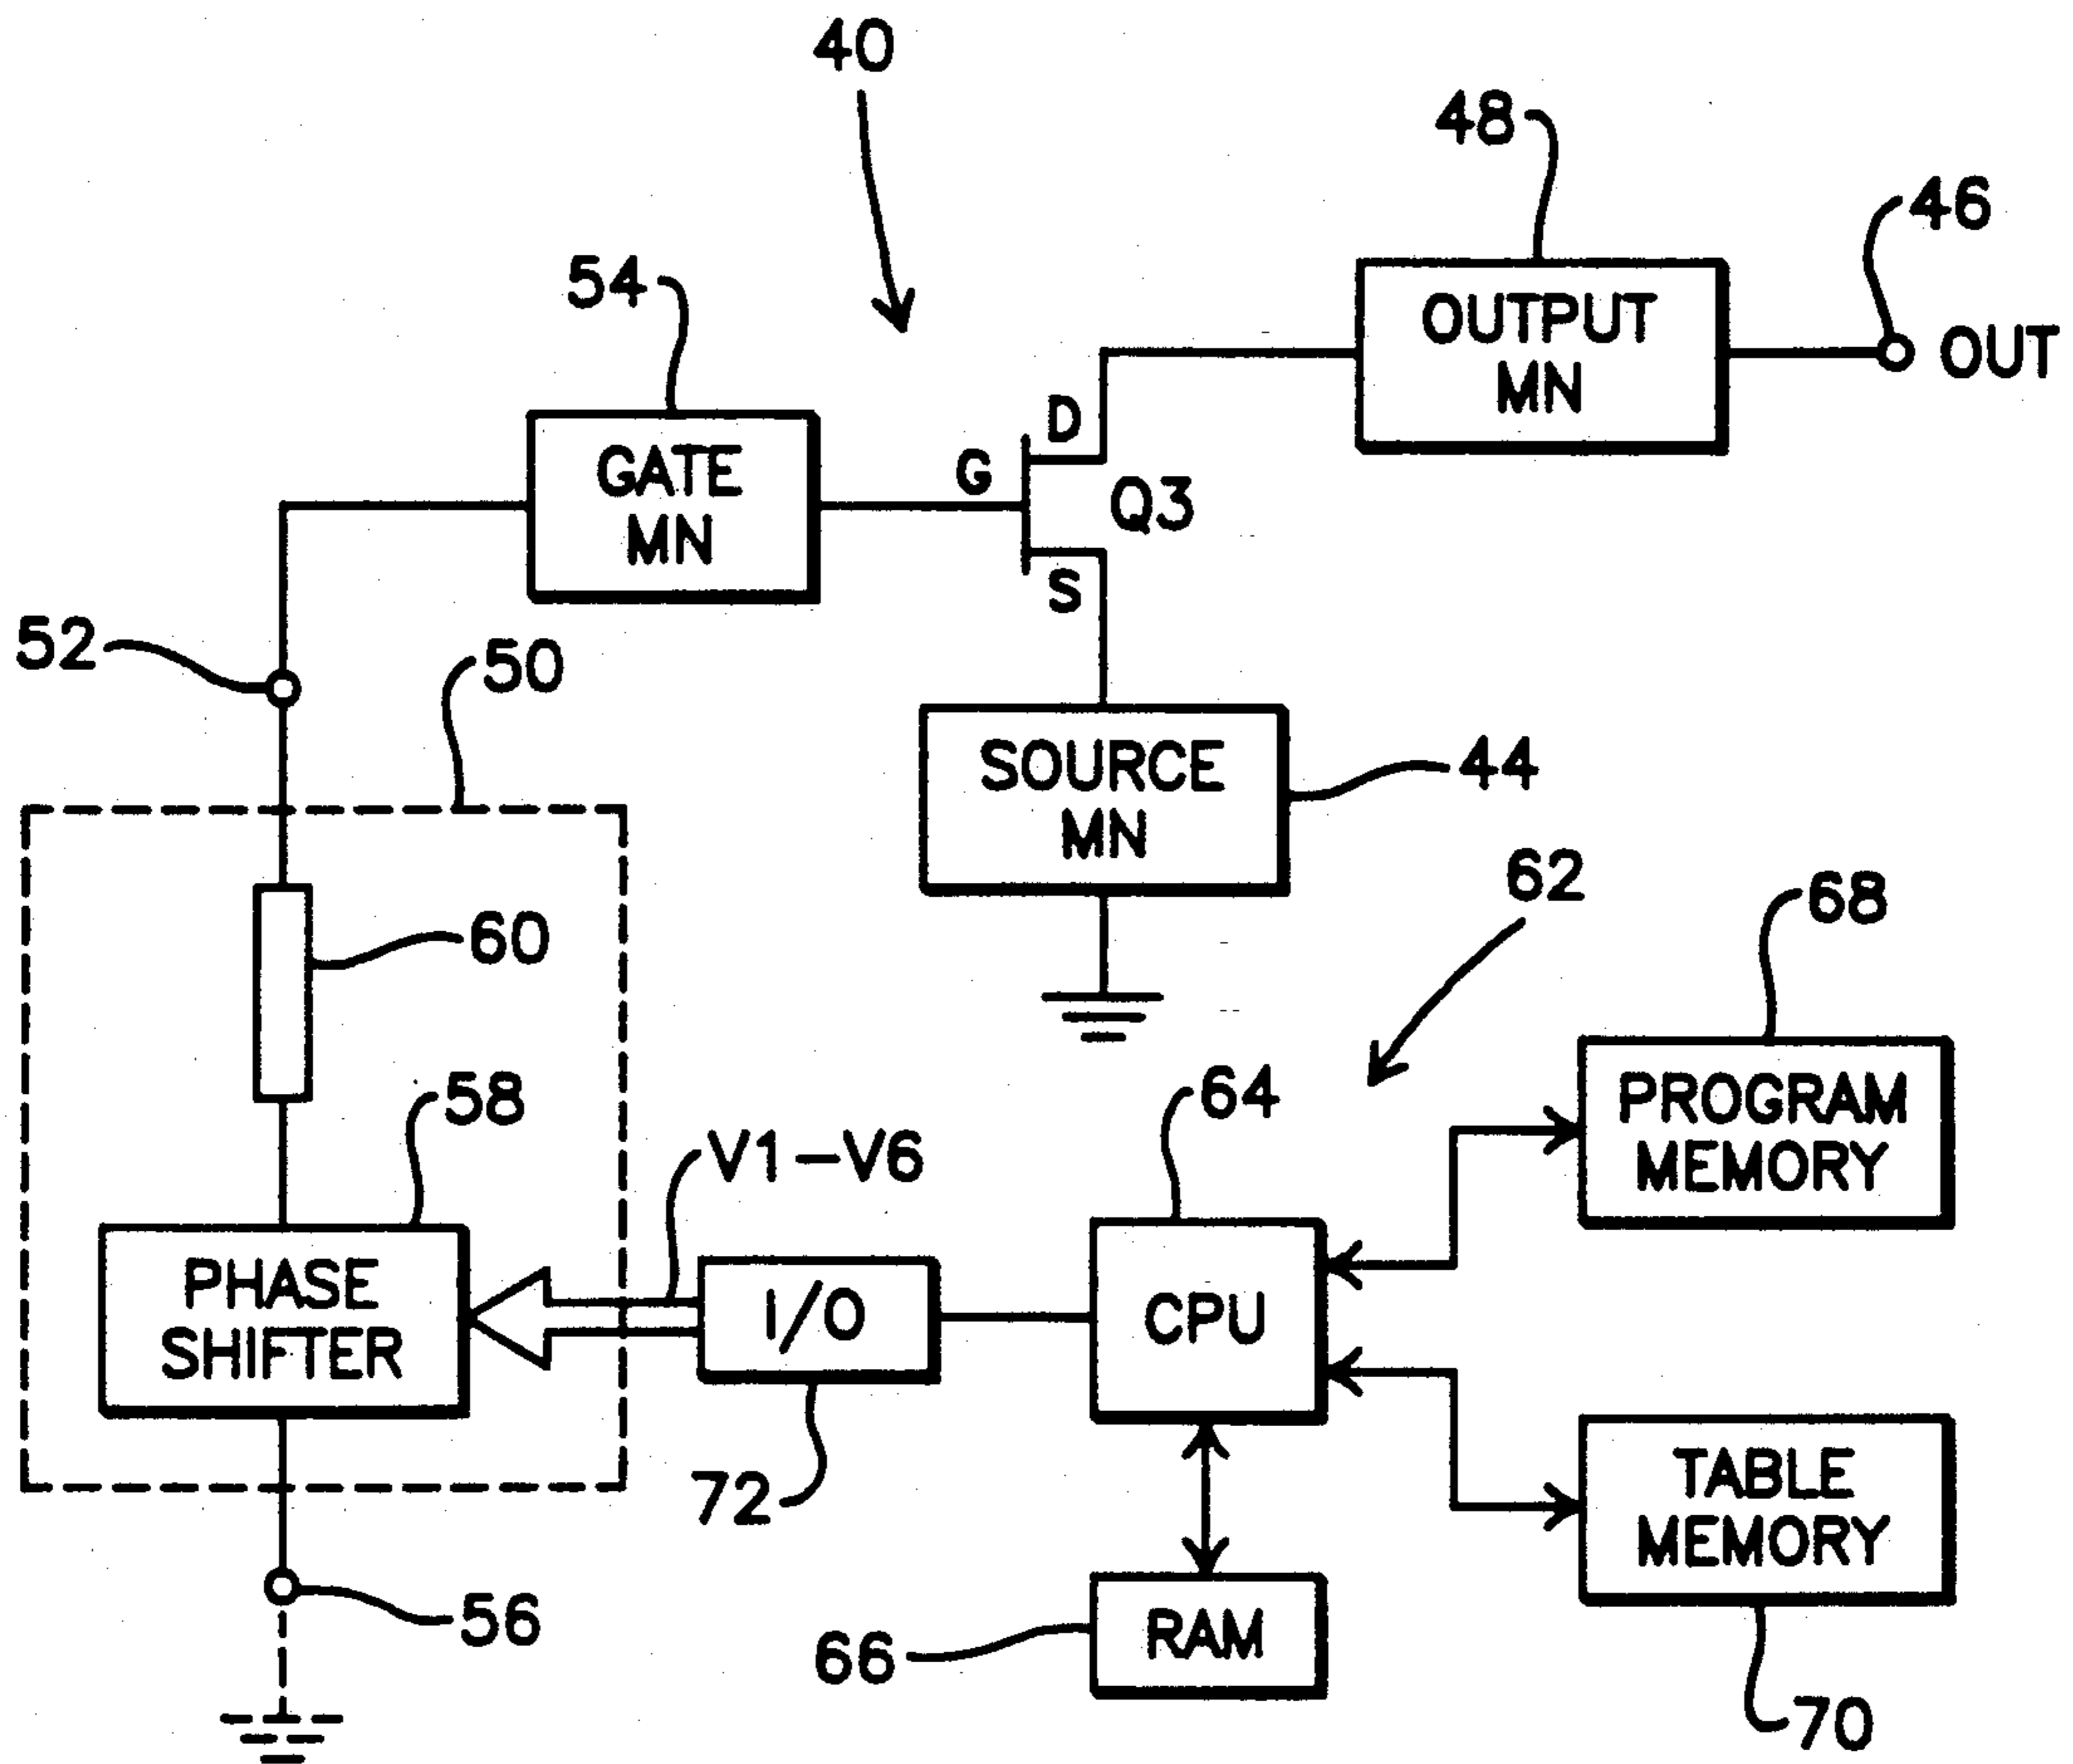 40
48
46
54
OUTPUT
MN
OUT
D
GATE
MN
G
Q3
S
52
50
SOURCE
MN
44
62
68
60
58
64
PROGRAM
MEMORY
V1-V6
PHASE
SHIFTER
I/O
CPU
72
TABLE
MEMORY
56
66
RAM
70